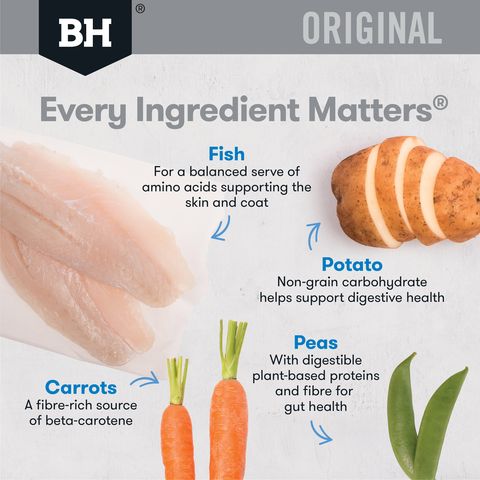 BH®
ORIGINAL
Every Ingredient Matters®
Fish
For a balanced serve of
amino acids supporting the
skin and coat
Potato
Non-grain carbohydrate
helps support digestive health
Peas
With digestible
plant-based proteins
and fibre for
gut health
Carrots
A fibre-rich source
of beta-carotene